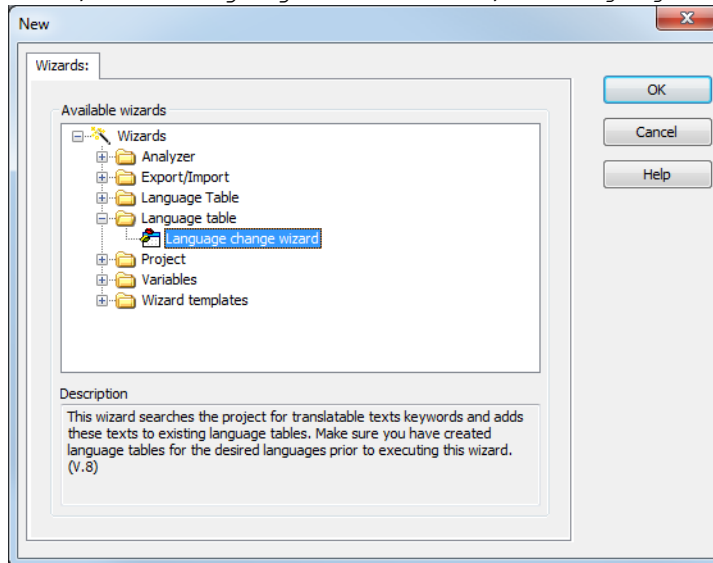 New
Wizards:
OK
Available wizards
Wizards
Cancel
Analyzer
Export/Import
Help
Language Table
Language table
Language change wizard
Project
Variables
Wizard templates
Description
This wizard searches the project for translatable texts keywords and adds
these texts to existing language tables. Make sure you have created
language tables for the desired languages prior to executing this wizard.
(V.8)